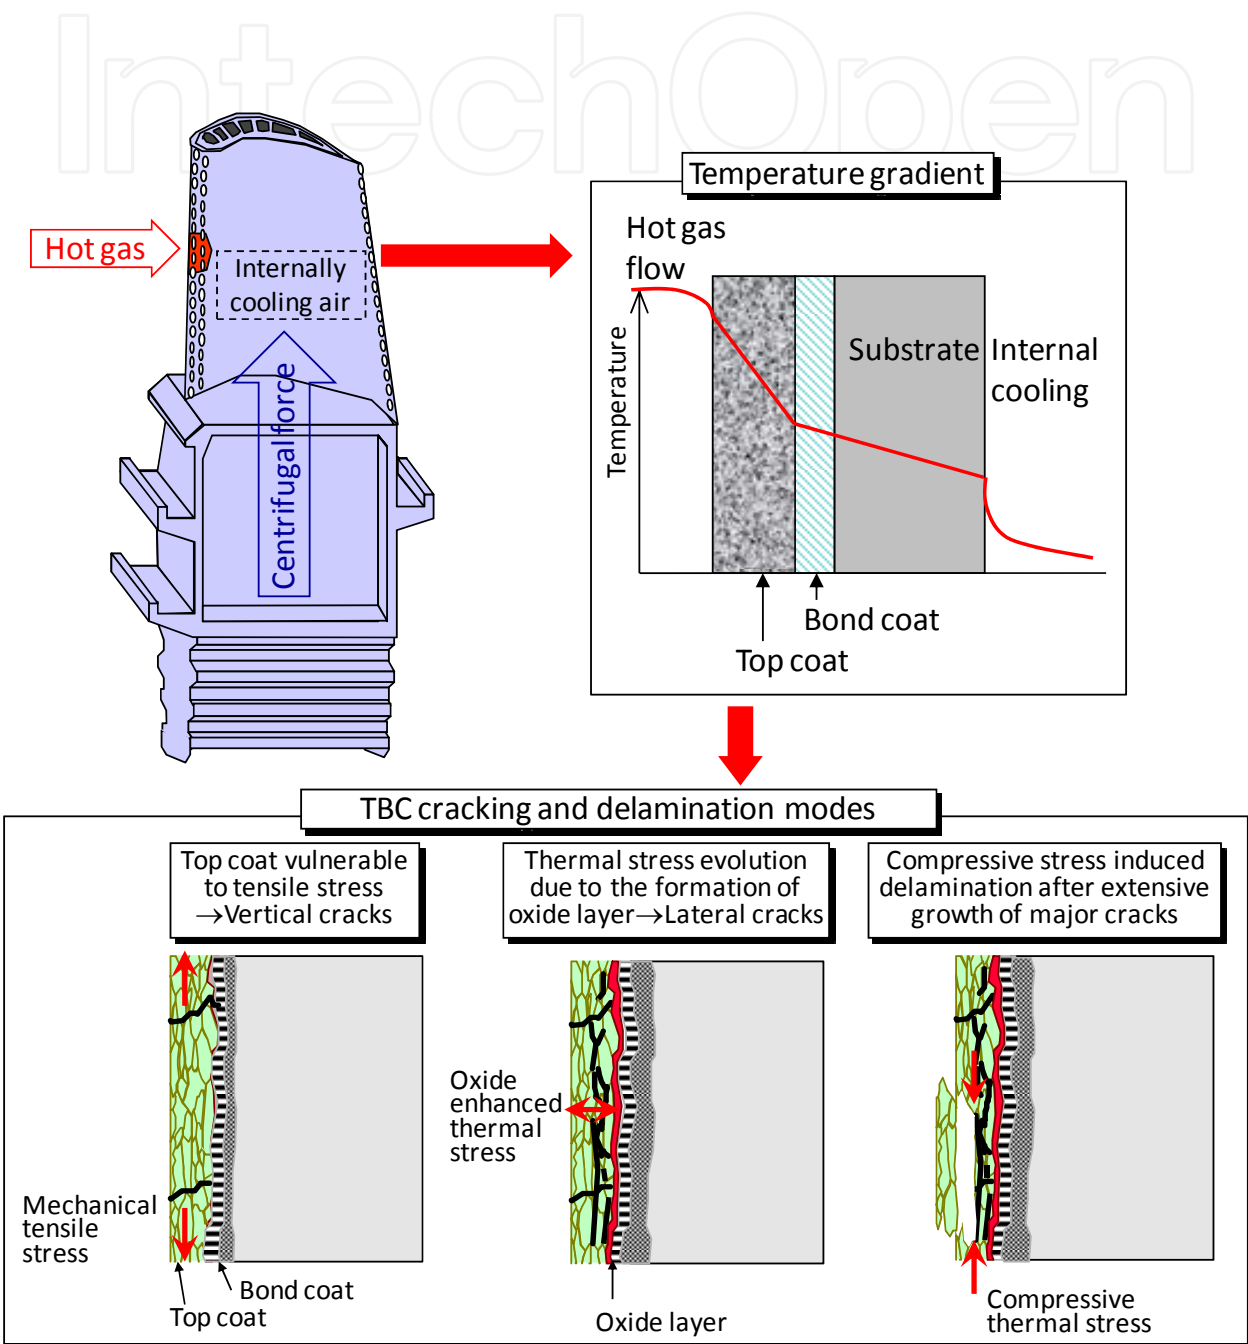 IntechOpen
Temperature gradient
Hot gas
flow
Hot gas
Internally
cooling air
Centrifugal force
Temperature
Substrate
Internal
cooling
Bond coat
Top coat
TBC cracking and delamination modes
Top coat vulnerable
to tensile stress
→Vertical cracks
Thermal stress evolution
due to the formation of
oxide layer→Lateral cracks
Compressive stress induced
delamination after extensive
growth of major cracks
Mechanical
tensile
stress
Bond coat
Top coat
Oxide
enhanced
thermal
stress
Oxide layer
Compressive
thermal stress